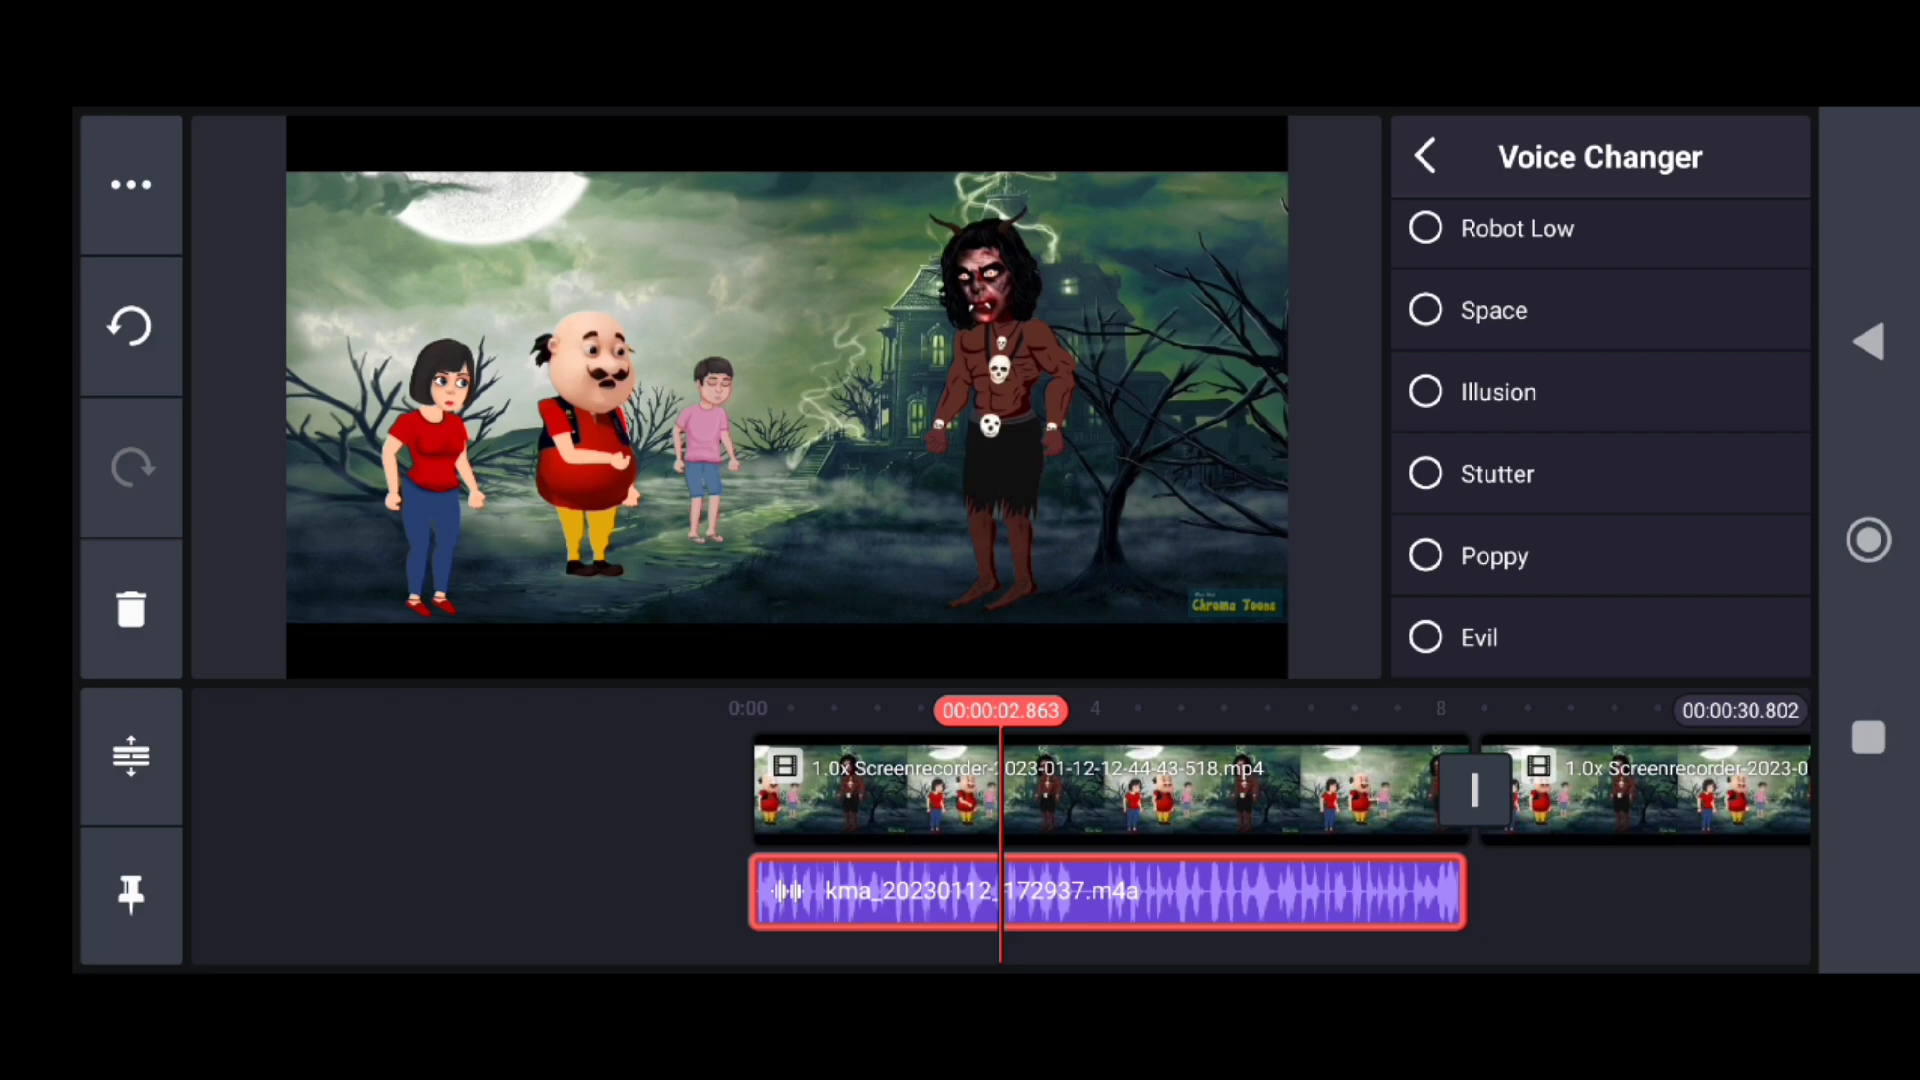 Voice Changer
Robot Low
Space
Illusion
Stutter
Poppy
Evil
Chroma Toons
0:00
00:00:02.863
4
8
00:00:30.802
1.0x Screenrecorder-2023-01-12-12-44-43-518.mp4
1.0x Screenrecorder-2023-0
kma_20230112_172937.m4a